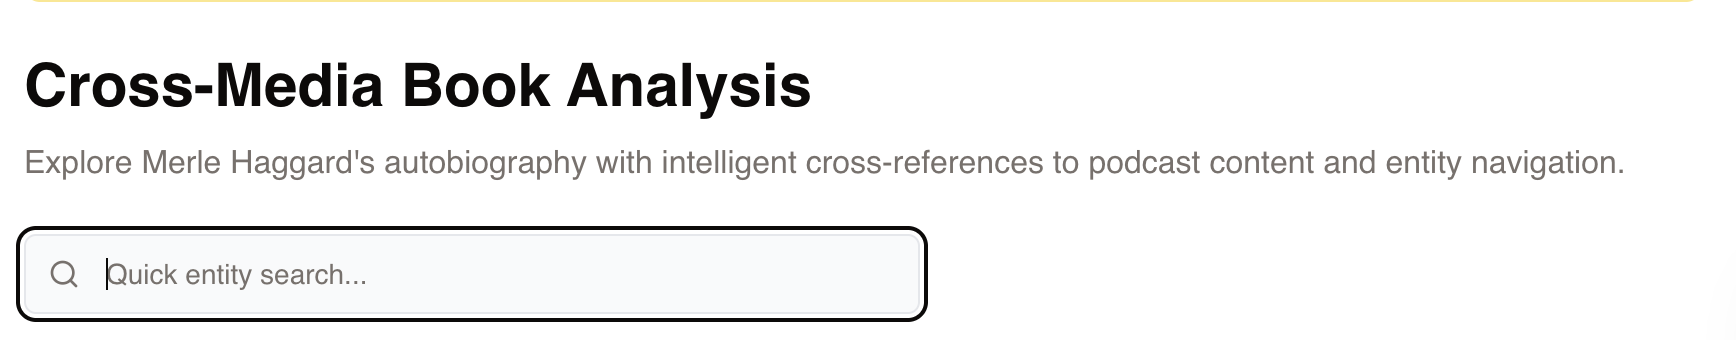 Cross-Media Book Analysis
Explore Merle Haggard's autobiography with intelligent cross-references to podcast content and entity navigation.
Quick entity search...